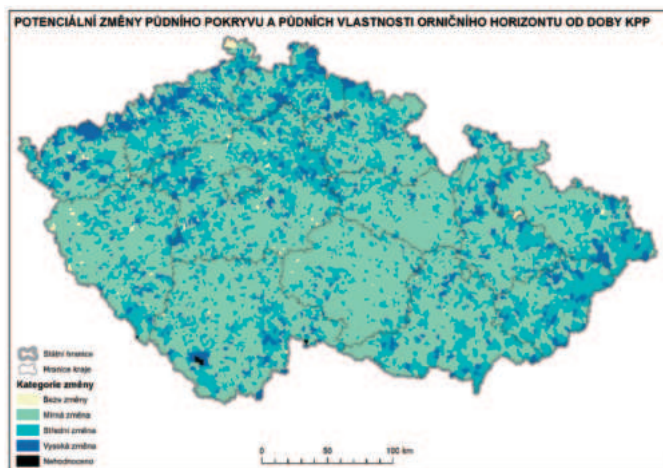 POTENCIÁLNÍ ZMĚNY PŮDNÍHO POKRYVU A PŮDNÍCH VLASTNOSTI ORNIČNÍHO HORIZONTU OD DOBY KPP
Státní hranice
Hranice kraje
Kategorie změny
Beze změny
Mírná změna
Střední změna
Vysoká změna
Nehodnoceno
0 50 100 km